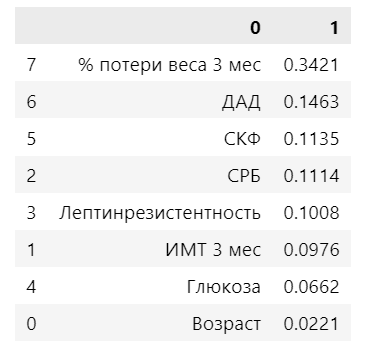 0 1
7 % потери веса 3 мес 0.3421
6 ДАД 0.1463
5 СКФ 0.1135
2 СРБ 0.1114
3 Лептинрезистентность 0.1008
1 ИМТ 3 мес 0.0976
4 Глюкоза 0.0662
0 Возраст 0.0221